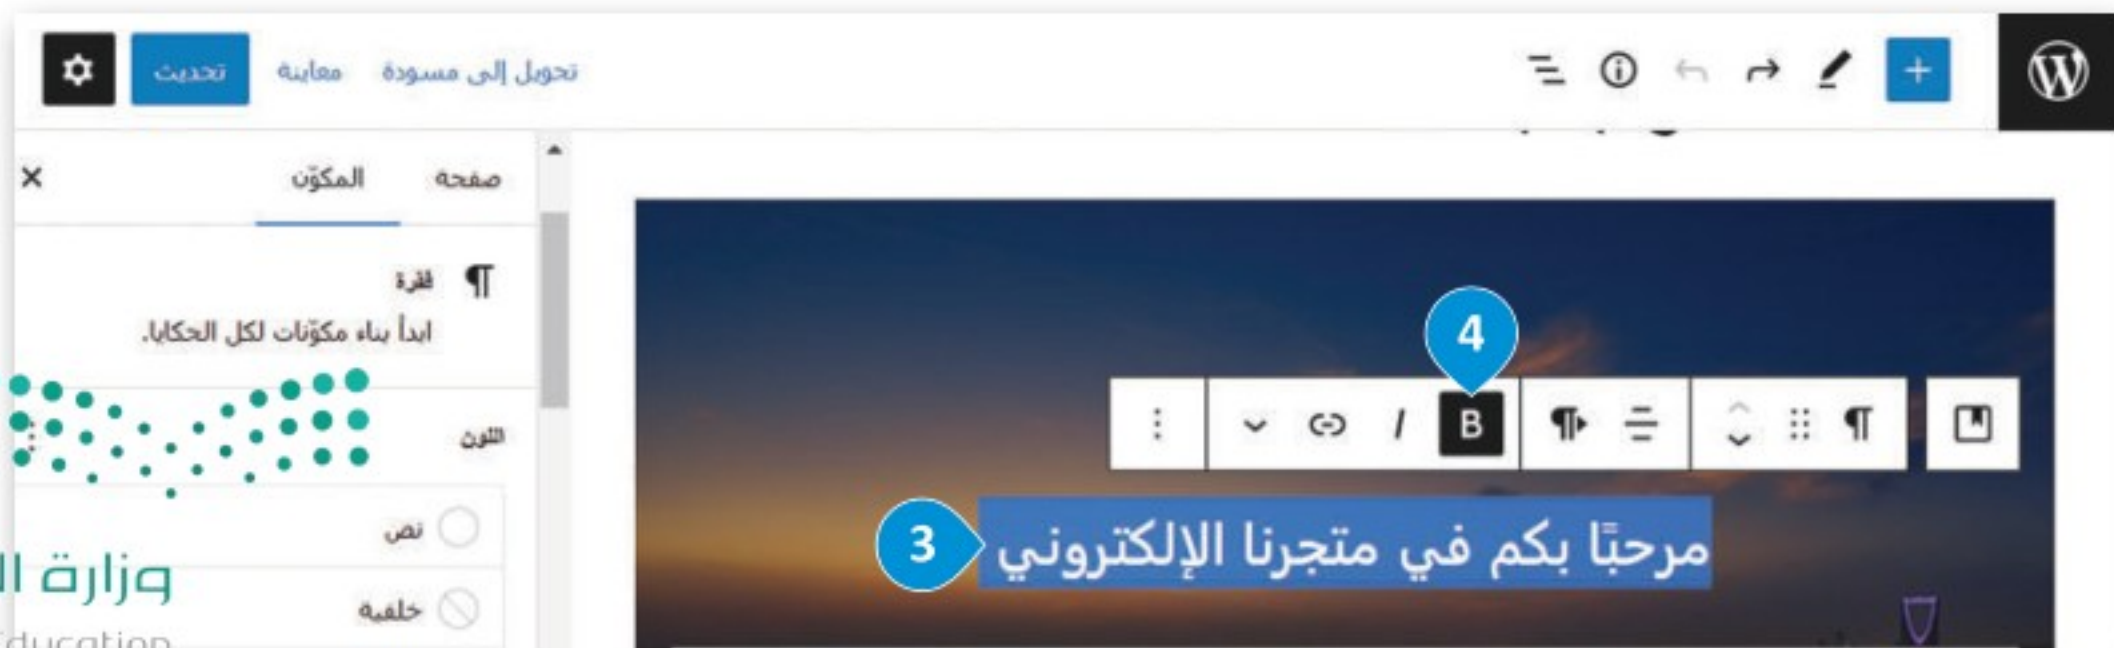 تحويل إلى مسودة معاينة تحديث
صفحة المكوّن
فقرة
ابدأ بناء مكوّنات لكل الحكايا.
اللون
نص
خلفية
4
B I
3
مرحبًا بكم في متجرنا الإلكتروني
وزارة
Education